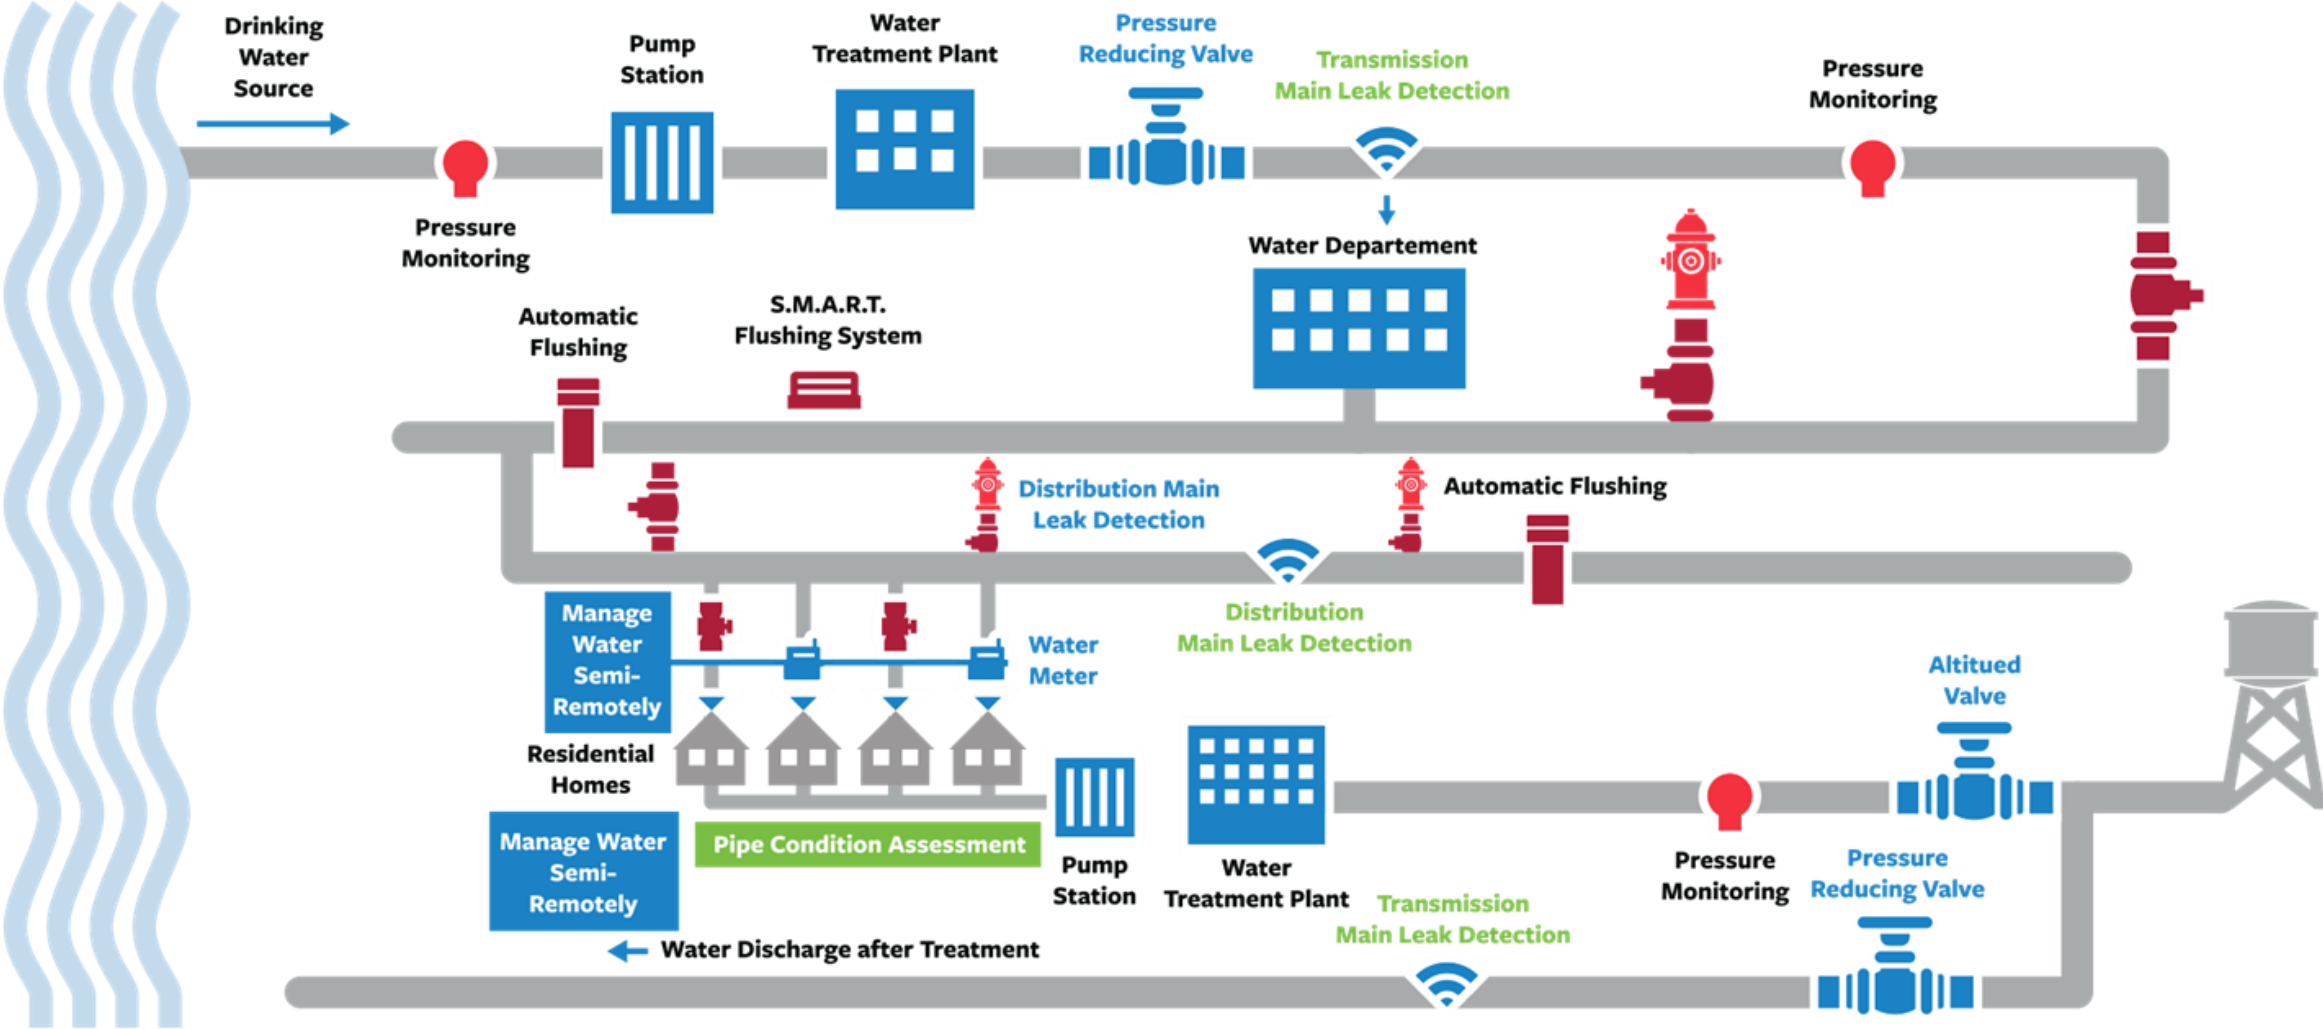 Drinking
Water
Source
Pump
Station
Water
Treatment Plant
Pressure
Reducing Valve
Transmission
Main Leak Detection
Pressure
Monitoring
Pressure
Monitoring
Water Departement
Automatic
Flushing
S.M.A.R.T.
Flushing System
Distribution Main
Leak Detection
Automatic Flushing
Manage
Water
Semi-
Remotely
Water
Meter
Distribution
Main Leak Detection
Altitued
Valve
Residential
Homes
Manage Water
Semi-
Remotely
Pipe Condition Assessment
Pump
Station
Water
Treatment Plant
Pressure
Monitoring
Pressure
Reducing Valve
Transmission
Main Leak Detection
Water Discharge after Treatment